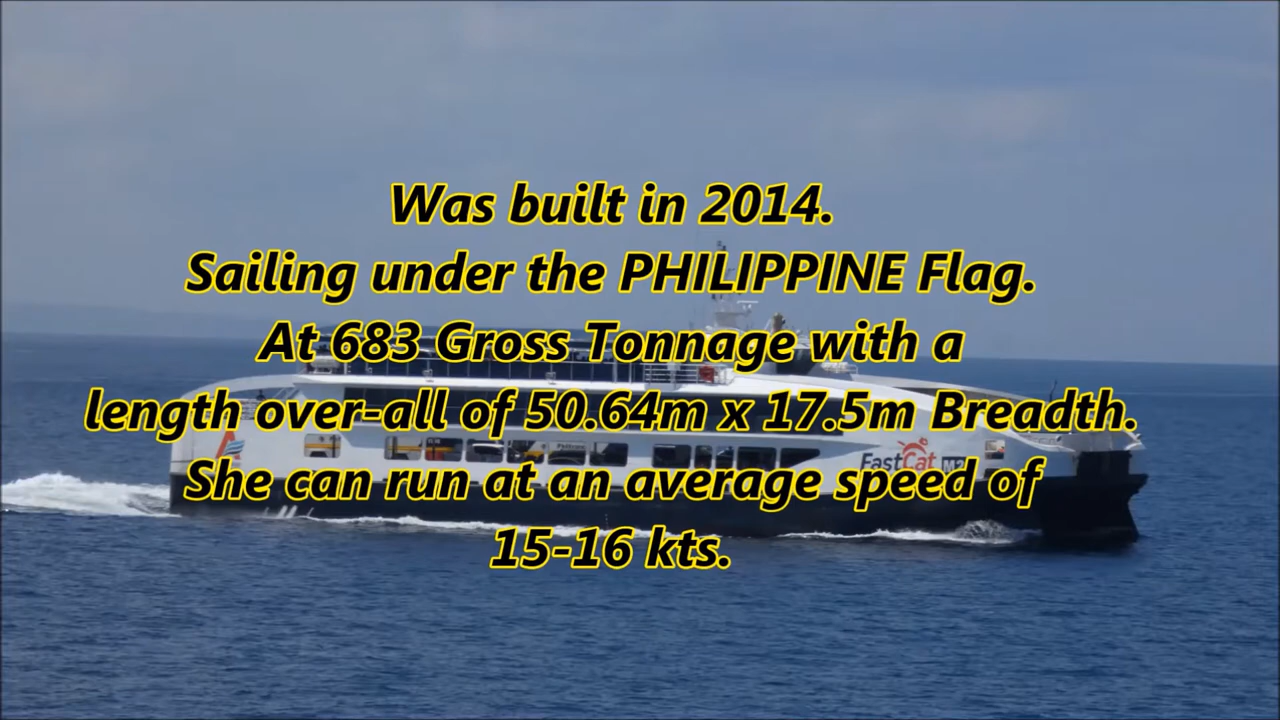 Was built in 2014.
Sailing under the PHILIPPINE Flag.
At 683 Gross Tonnage with a
length over-all of 50.64m x 17.5m Breadth.
She can run at an average speed of
15-16 kts.
FastCat